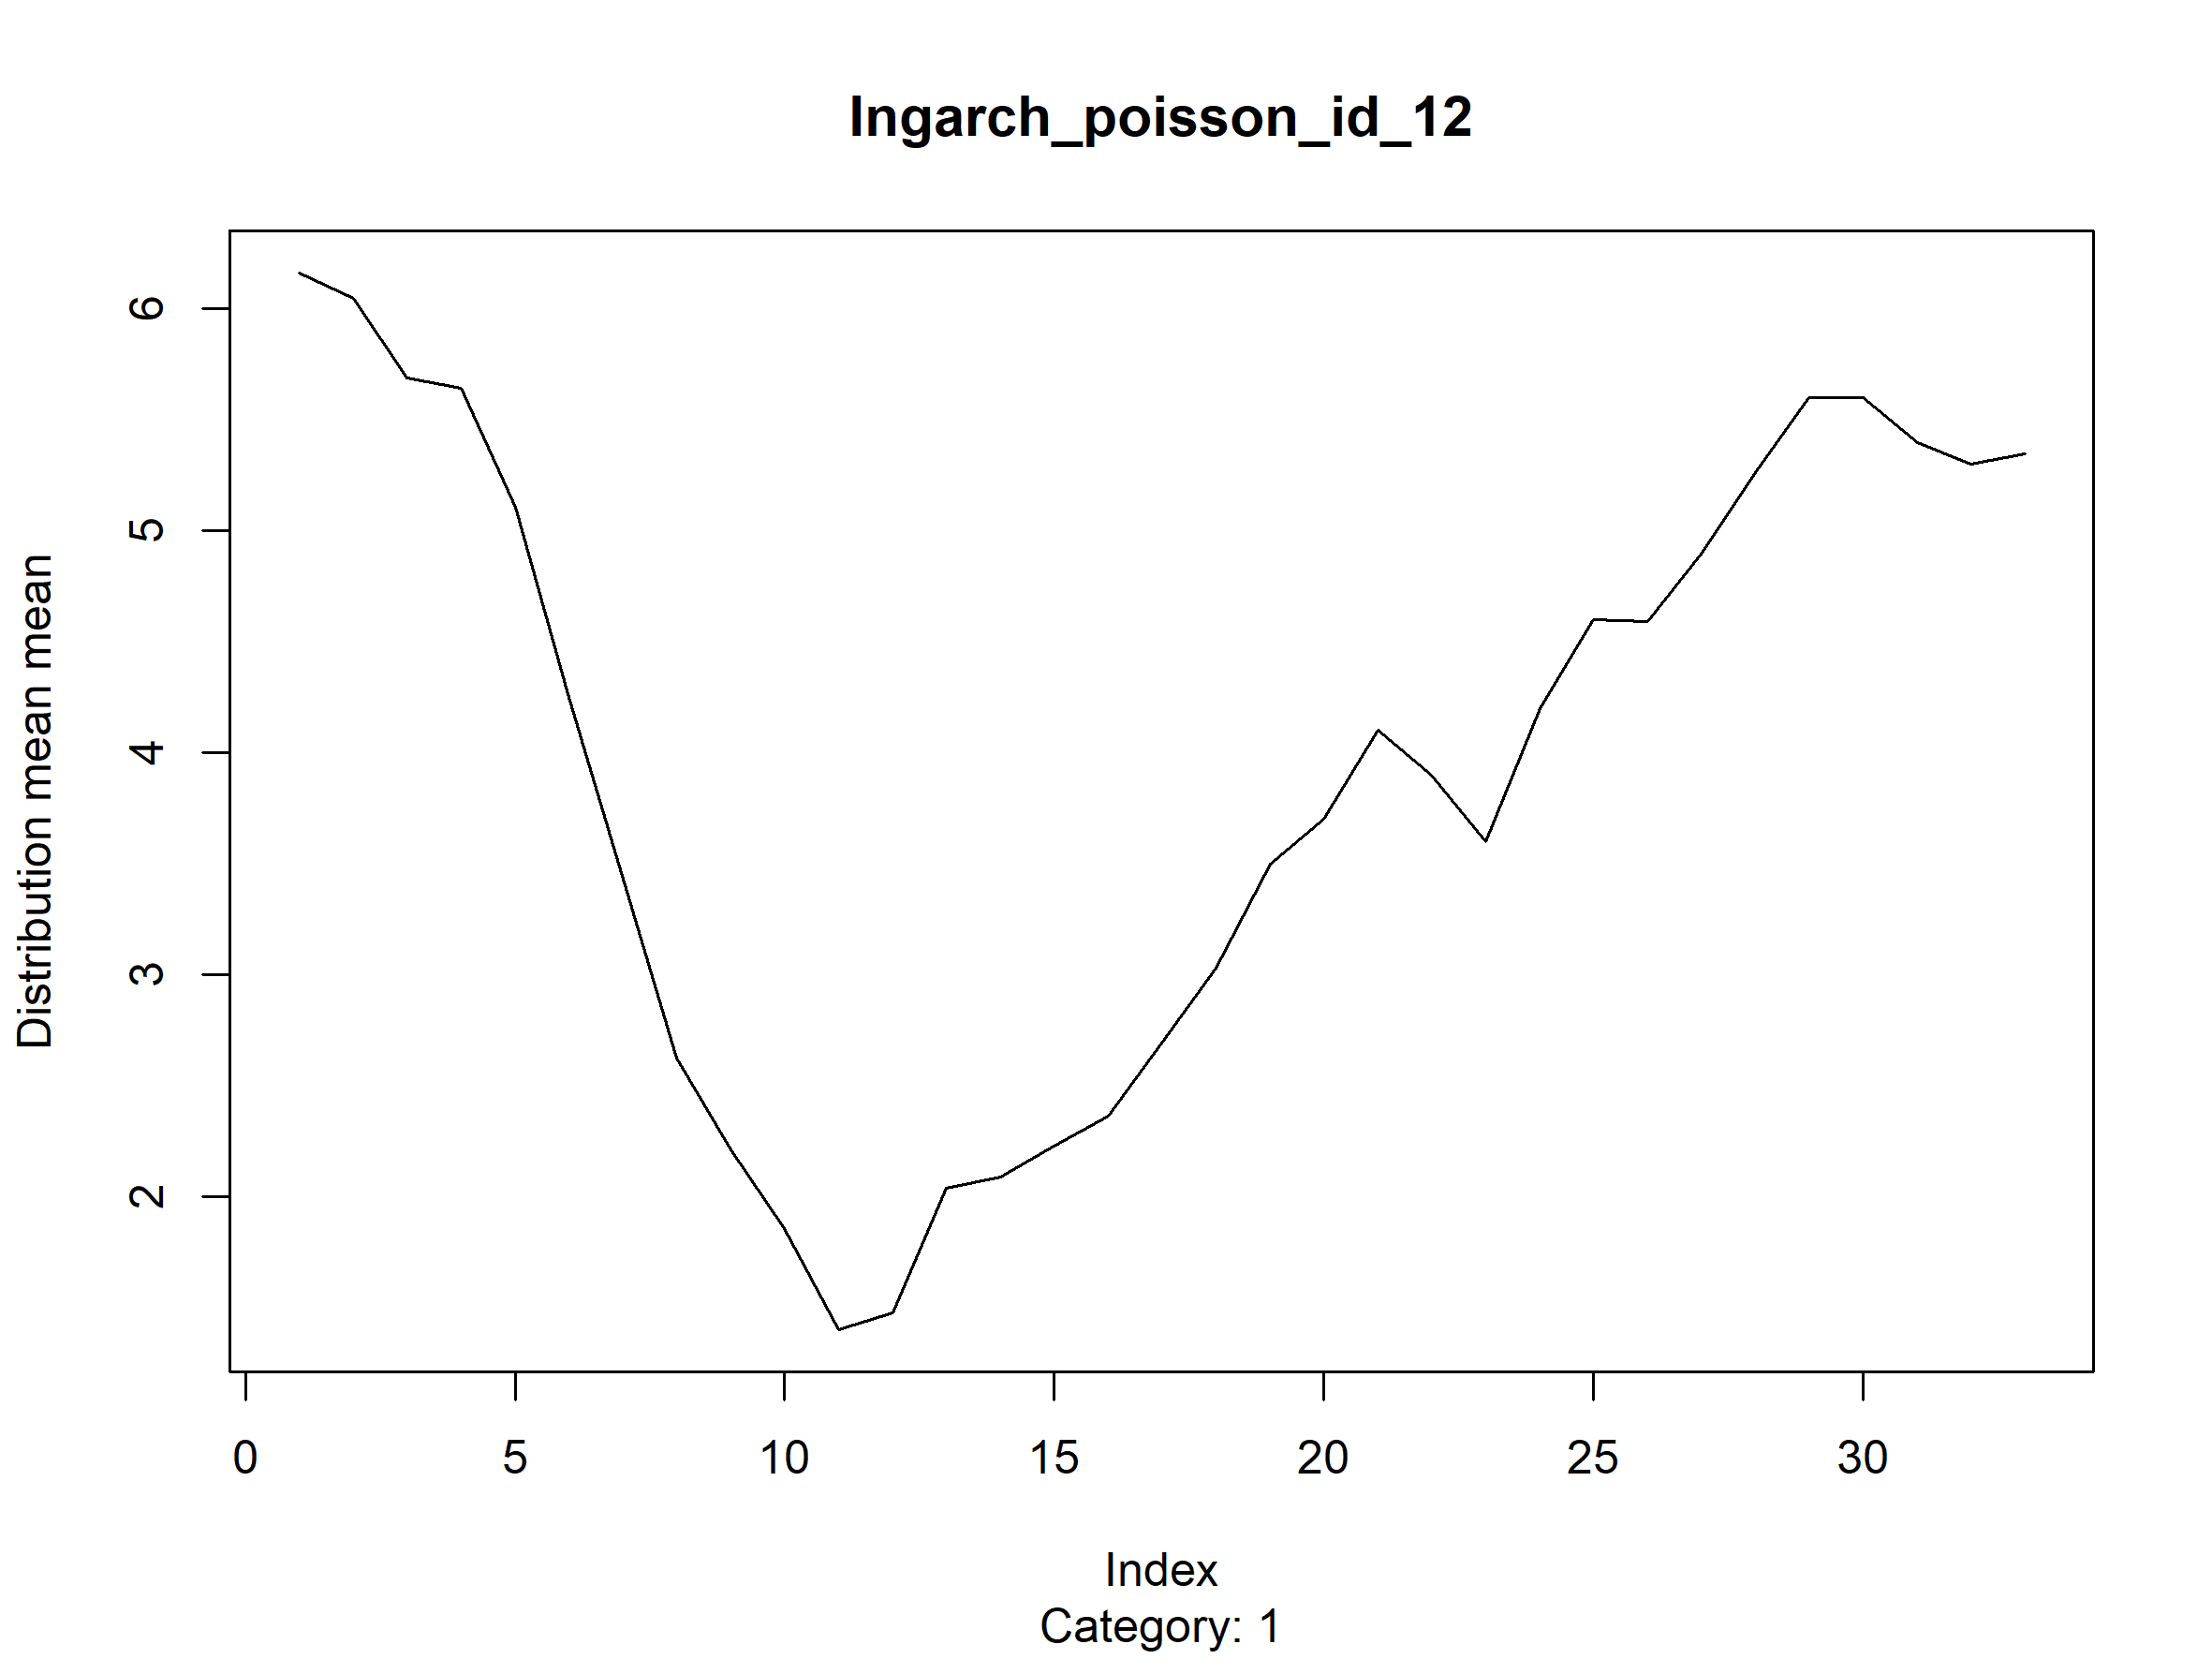 Ingarch_poisson_id_12
Distribution mean mean
6
5
4
3
2
0 5 10 15 20 25 30
Index
Category: 1